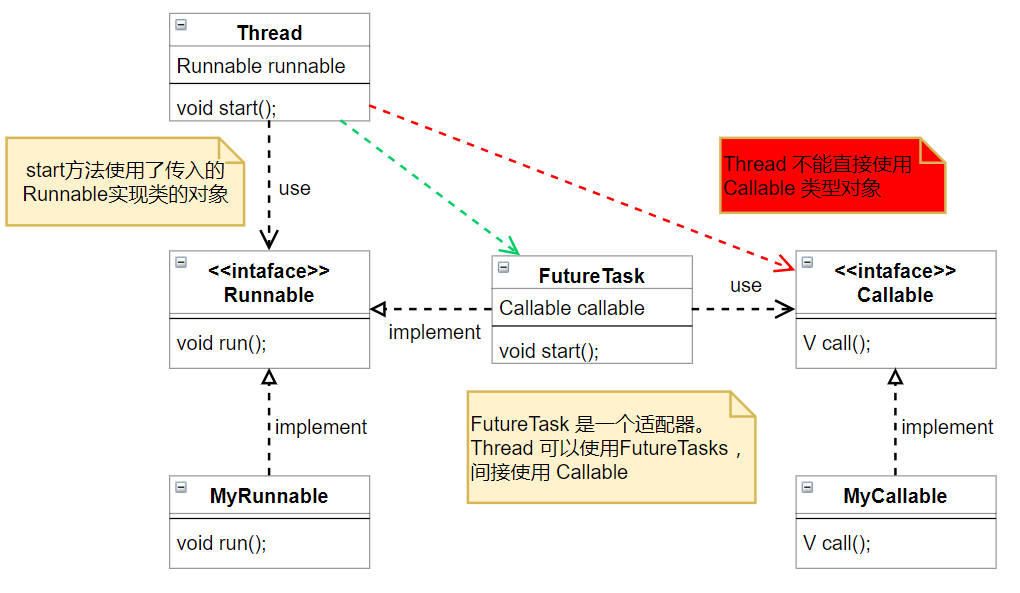 Thread
Runnable runnable
void start();
start方法使用了传入的
Runnable实现类的对象
use
Thread 不能直接使用
Callable 类型对象
<<intaface>>
Runnable
void run();
implement
FutureTask
Callable callable
void start();
use
<<intaface>>
Callable
V call();
implement
FutureTask 是一个适配器。
Thread 可以使用FutureTasks，
间接使用 Callable
implement
MyRunnable
void run();
MyCallable
V call();